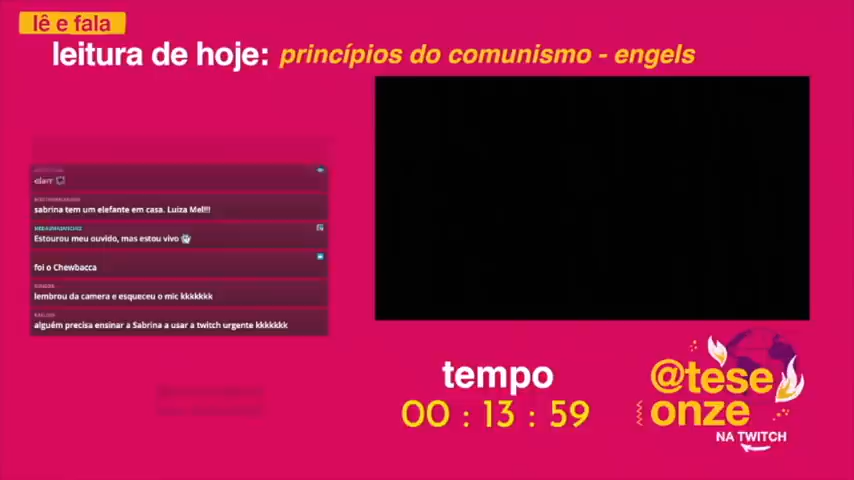 lê e fala
leitura de hoje: princípios do comunismo - engels
sabrina tem um elefante em casa. Luiza Mel!!!
Estourou meu ouvido, mas estou vivo
foi o Chewbacca
lembrou da camera e esqueceu o mic kkkkkkk
alguém precisa ensinar a Sabrina a usar a twitch urgente kkkkkkk
tempo
00 : 13 : 59
@tese
onze
NA TWITCH